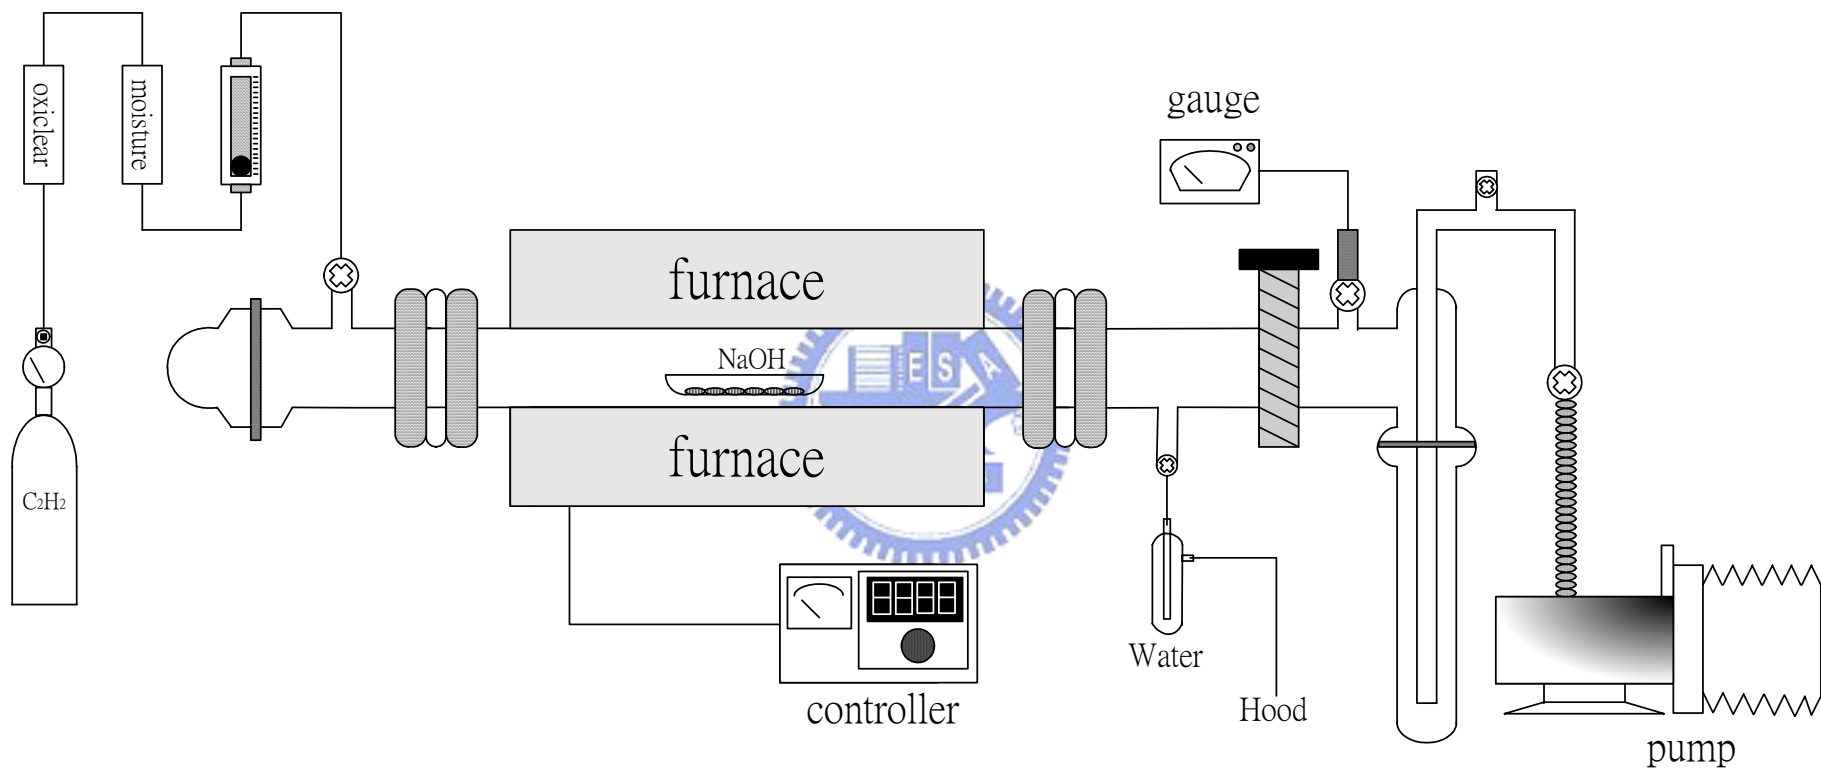 oxiclear
moisture
gauge
furnace
NaOH
E S A
furnace
C2H2
Water
controller
Hood
pump